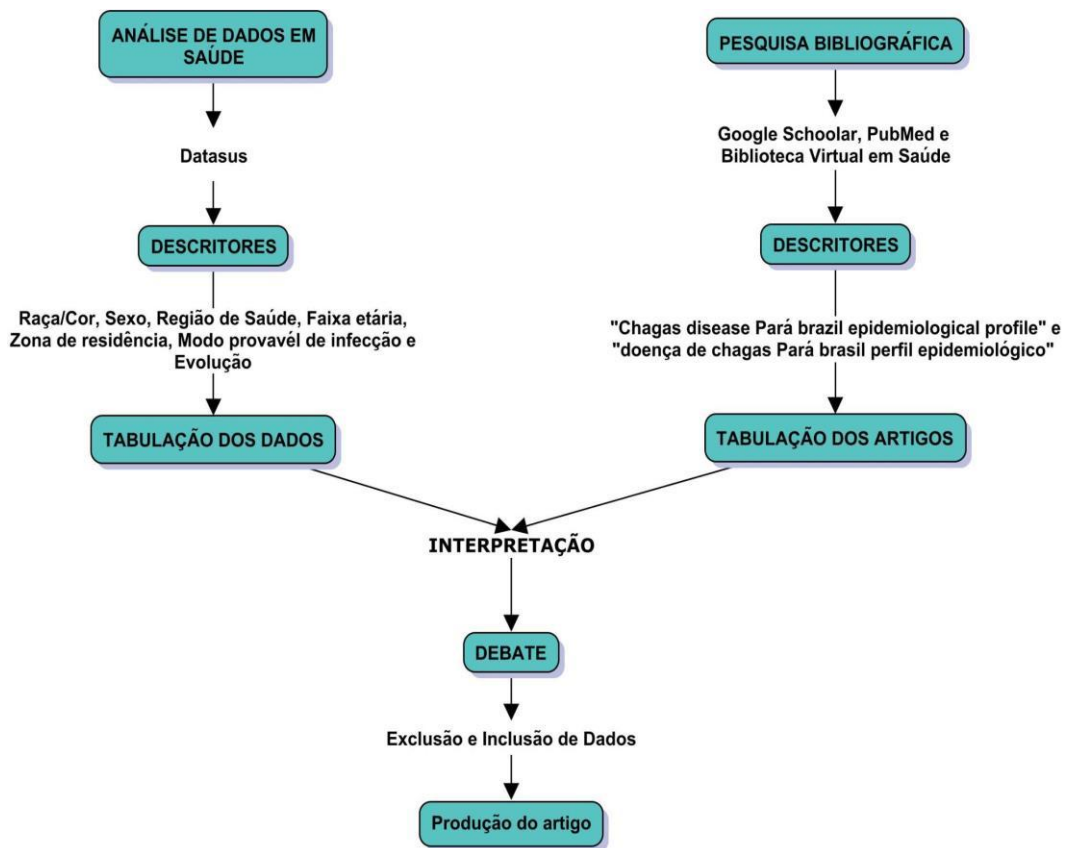 ANÁLISE DE DADOS EM
SAÚDE
Datasus
DESCRITORES
Raça/Cor, Sexo, Região de Saúde, Faixa etária,
Zona de residência, Modo provavél de infecção e
Evolução
TABULAÇÃO DOS DADOS
PESQUISA BIBLIOGRÁFICA
Google Schoolar, PubMed e
Biblioteca Virtual em Saúde
DESCRITORES
"Chagas disease Pará brazil epidemiological profile" e
"doença de chagas Pará brasil perfil epidemiológico"
TABULAÇÃO DOS ARTIGOS
INTERPRETAÇÃO
DEBATE
Exclusão e Inclusão de Dados
Produção do artigo